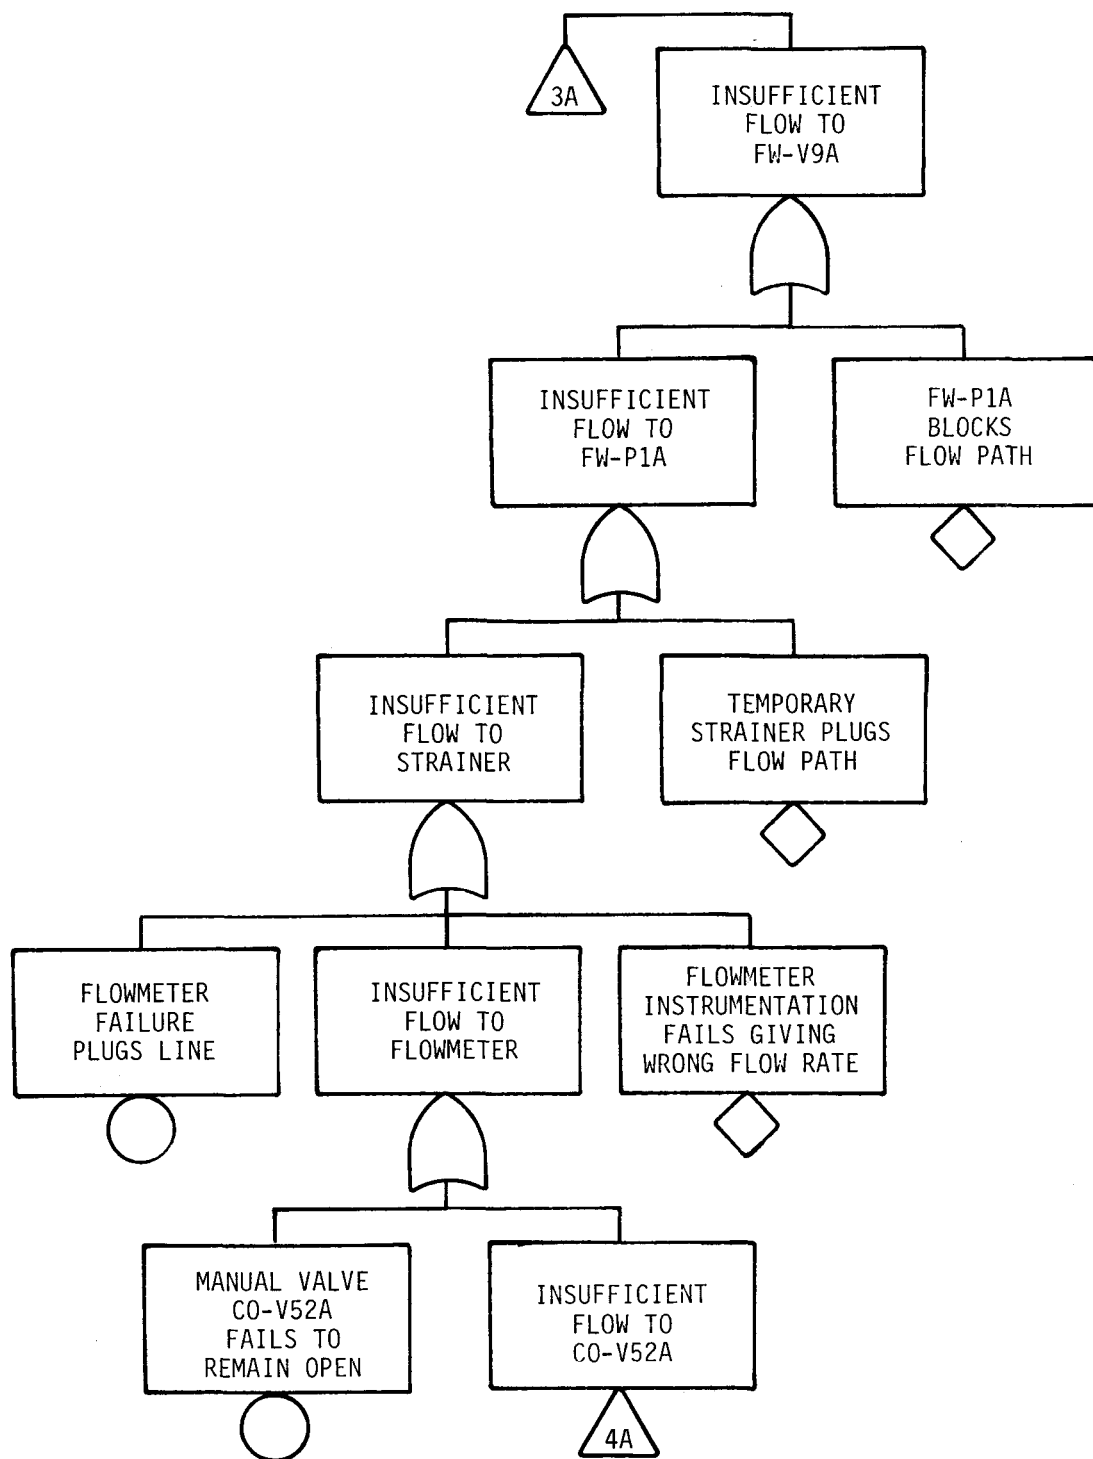 3A
INSUFFICIENT
FLOW TO
FW-V9A
INSUFFICIENT
FLOW TO
FW-P1A
FW-P1A
BLOCKS
FLOW PATH
INSUFFICIENT
FLOW TO
STRAINER
TEMPORARY
STRAINER PLUGS
FLOW PATH
FLOWMETER
FAILURE
PLUGS LINE
INSUFFICIENT
FLOW TO
FLOWMETER
FLOWMETER
INSTRUMENTATION
FAILS GIVING
WRONG FLOW RATE
MANUAL VALVE
CO-V52A
FAILS TO
REMAIN OPEN
INSUFFICIENT
FLOW TO
CO-V52A
4A